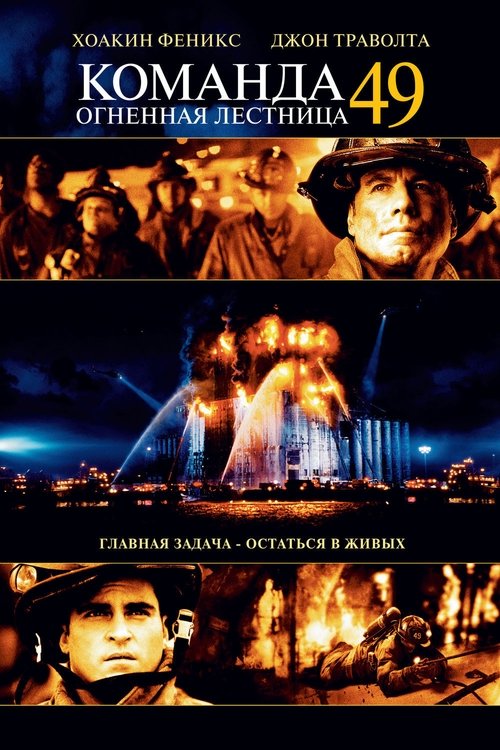 ХОАКИН ФЕНИКС ДЖОН ТРАВОЛТА
КОМАНДА 49
ОГНЕННАЯ ЛЕСТНИЦА
ГЛАВНАЯ ЗАДАЧА - ОСТАТЬСЯ В ЖИВЫХ